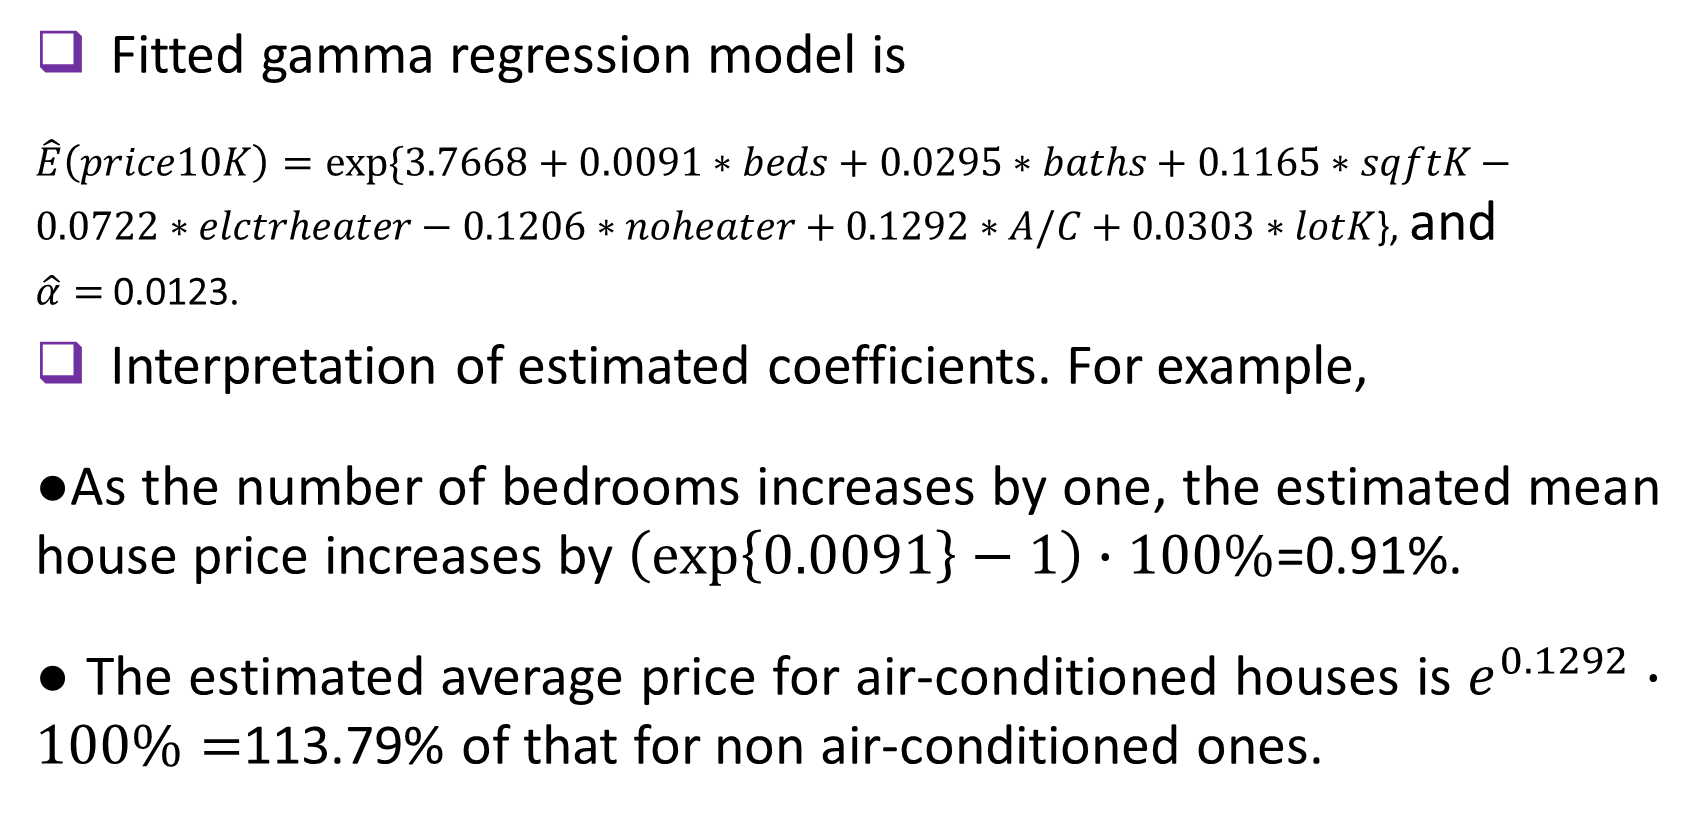 ❑ Fitted gamma regression model is
Ê(price10K) = exp{3.7668 + 0.0091 ∗ beds + 0.0295 ∗ baths + 0.1165 ∗ sqftK −
0.0722 ∗ elctrheater − 0.1206 ∗ noheater + 0.1292 ∗ A/C + 0.0303 ∗ lotK}, and
α̂ = 0.0123.
❑ Interpretation of estimated coefficients. For example,
●As the number of bedrooms increases by one, the estimated mean
house price increases by (exp{0.0091} − 1) · 100%=0.91%.
● The estimated average price for air-conditioned houses is e^0.1292 ·
100% =113.79% of that for non air-conditioned ones.